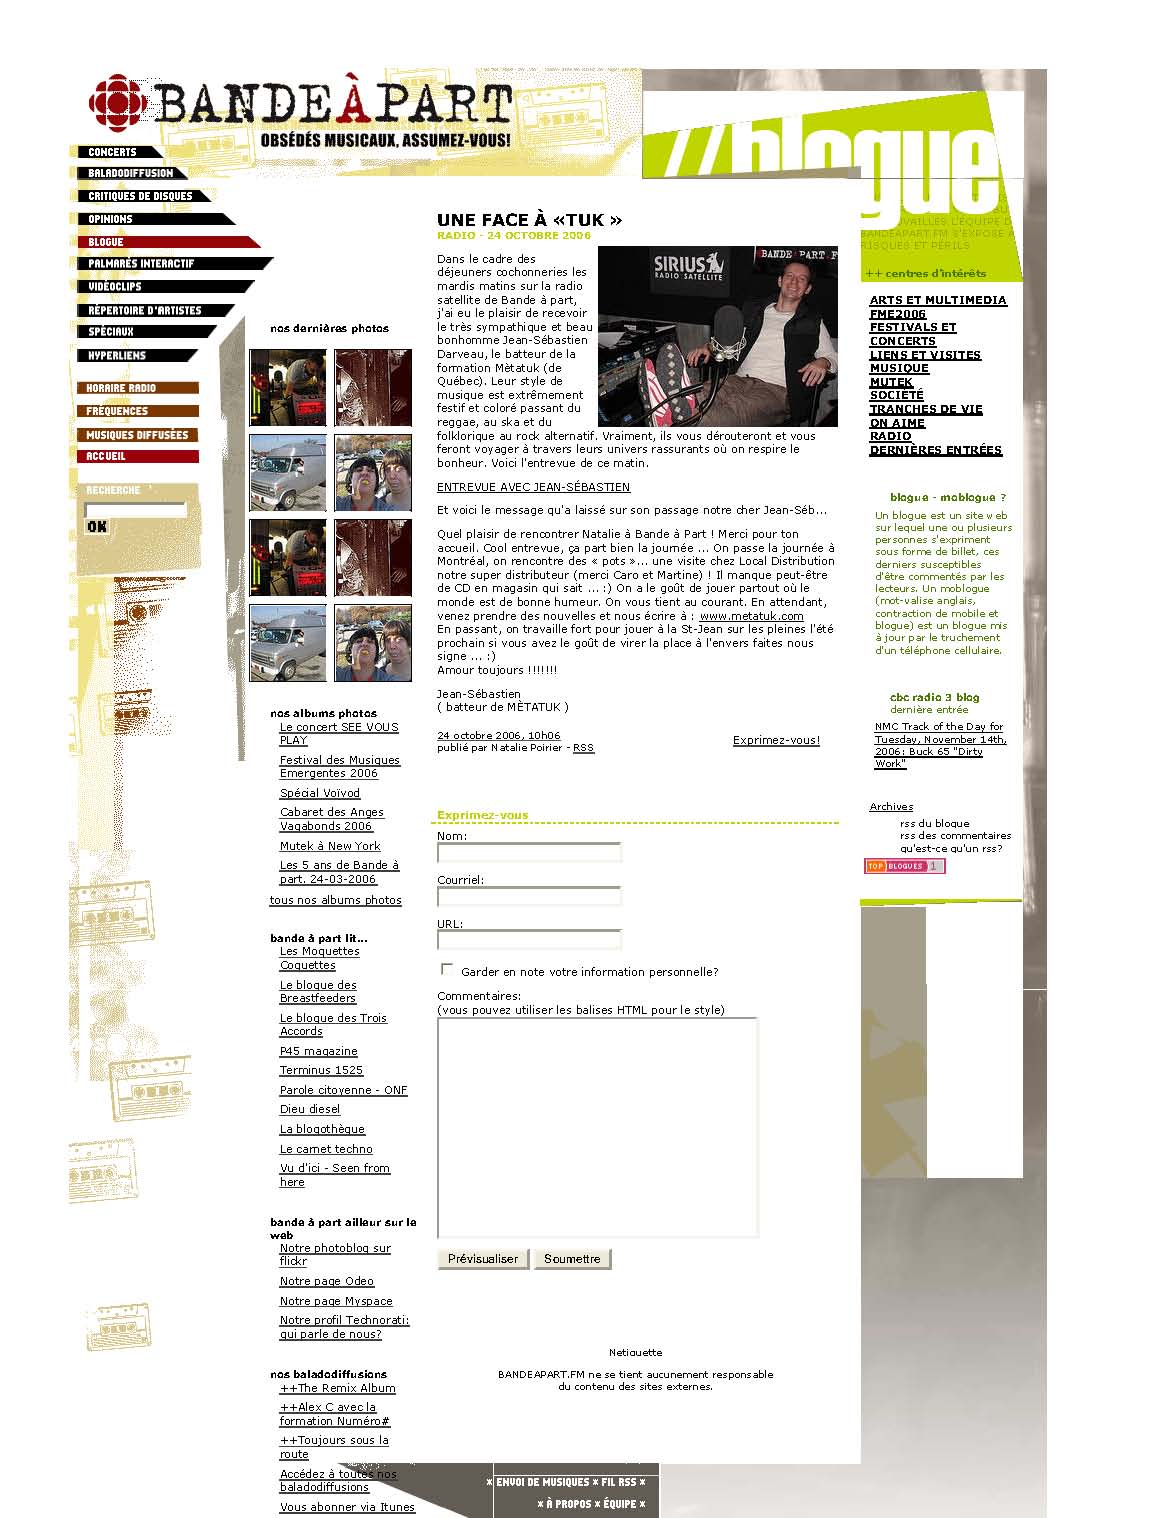 BANDEÀPART
OBSÉDÉS MUSICAUX, ASSUMEZ-VOUS!
//blogue
CONCERTS
BALADODIFFUSION
CRITIQUES DE DISQUES
OPINIONS
BLOGUE
PALMARÈS INTERACTIF
VIDÉOCLIPS
RÉPERTOIRE D'ARTISTES
SPÉCIAUX
HYPERLIENS
HORAIRE RADIO
FRÉQUENCES
MUSIQUES DIFFUSÉES
ACCUEIL
RECHERCHE
OK
nos dernières photos
nos albums photos
Le concert SEE VOUS
PLAY
Festival des Musiques
Emergentes 2006
Spécial Voïvod
Cabaret des Anges
Vagabonds 2006
Mutek à New York
Les 5 ans de Bande à
part. 24-03-2006
tous nos albums photos
bande à part lit...
Les Moquettes
Coquettes
Le blogue des
Breastfeeders
Le blogue des Trois
Accords
P45 magazine
Terminus 1525
Parole citoyenne - ONF
Dieu diesel
La blogothèque
Le carnet techno
Vu d'ici - Seen from
here
bande à part ailleur sur le
web
Notre photoblog sur
flickr
Notre page Odeo
Notre page Myspace
Notre profil Technorati:
qui parle de nous?
nos baladodiffusions
++The Remix Album
++Alex C avec la
formation Numéro#
++Toujours sous la
route
Accédez à toutes nos
baladodiffusions
Vous abonner via Itunes
UNE FACE À «TUK »
RADIO - 24 OCTOBRE 2006
SIRIUS
RADIO SATELLITE
BANDE À PART.F
Dans le cadre des
déjeuners cochonneries les
mardis matins sur la radio
satellite de Bande à part,
j'ai eu le plaisir de recevoir
le très sympathique et beau
bonhomme Jean-Sébastien
Darveau, le batteur de la
formation Mètatuk (de
Québec). Leur style de
musique est extrêmement
festif et coloré passant du
reggae, au ska et du
folklorique au rock alternatif. Vraiment, ils vous dérouteront et vous
feront voyager à travers leurs univers rassurants où on respire le
bonheur. Voici l'entrevue de ce matin.
ENTREVUE AVEC JEAN-SÉBASTIEN
Et voici le message qu'a laissé sur son passage notre cher Jean-Séb...
Quel plaisir de rencontrer Natalie à Bande à Part ! Merci pour ton
accueil. Cool entrevue, ça part bien la journée ... On passe la journée à
Montréal, on rencontre des « pots »... une visite chez Local Distribution
notre super distributeur (merci Caro et Martine) ! Il manque peut-être
de CD en magasin qui sait ... :) On a le goût de jouer partout où le
monde est de bonne humeur. On vous tient au courant. En attendant,
venez prendre des nouvelles et nous écrire à : www.metatuk.com
En passant, on travaille fort pour jouer à la St-Jean sur les pleines l'été
prochain si vous avez le goût de virer la place à l'envers faites nous
signe ... :)
Amour toujours !!!!!!!
Jean-Sébastien
( batteur de MÈTATUK )
24 octobre 2006, 10h06
publié par Natalie Poirier - RSS
Exprimez-vous!
Exprimez-vous
Nom:
Courriel:
URL:
Garder en note votre information personnelle?
Commentaires:
(vous pouvez utiliser les balises HTML pour le style)
Prévisualiser
Soumettre
Netiquette
BANDEAPART.FM ne se tient aucunement responsable
du contenu des sites externes.
OVAILLES L'ÉQUIPE D
BANDEAPART.FM S'EXPOSE À
RISQUES ET PÉRILS
++ centres d'intérêts
ARTS ET MULTIMEDIA
FME2006
FESTIVALS ET
CONCERTS
LIENS ET VISITES
MUSIQUE
MUTEK
SOCIÉTÉ
TRANCHES DE VIE
ON AIME
RADIO
DERNIÈRES ENTRÉES
blogue - moblogue ?
Un blogue est un site web
sur lequel une ou plusieurs
personnes s'expriment
sous forme de billet, ces
derniers susceptibles
d'être commentés par les
lecteurs. Un moblogue
(mot-valise anglais,
contraction de mobile et
blogue) est un blogue mis
à jour par le truchement
d'un téléphone cellulaire.
cbc radio 3 blog
dernière entrée
NMC Track of the Day for
Tuesday, November 14th,
2006: Buck 65 "Dirty
Work"
Archives
rss du blogue
rss des commentaires
qu'est-ce qu'un rss?
TOP BLOGUES 1
* ENVOI DE MUSIQUES * FIL RSS *
* À PROPOS * ÉQUIPE *